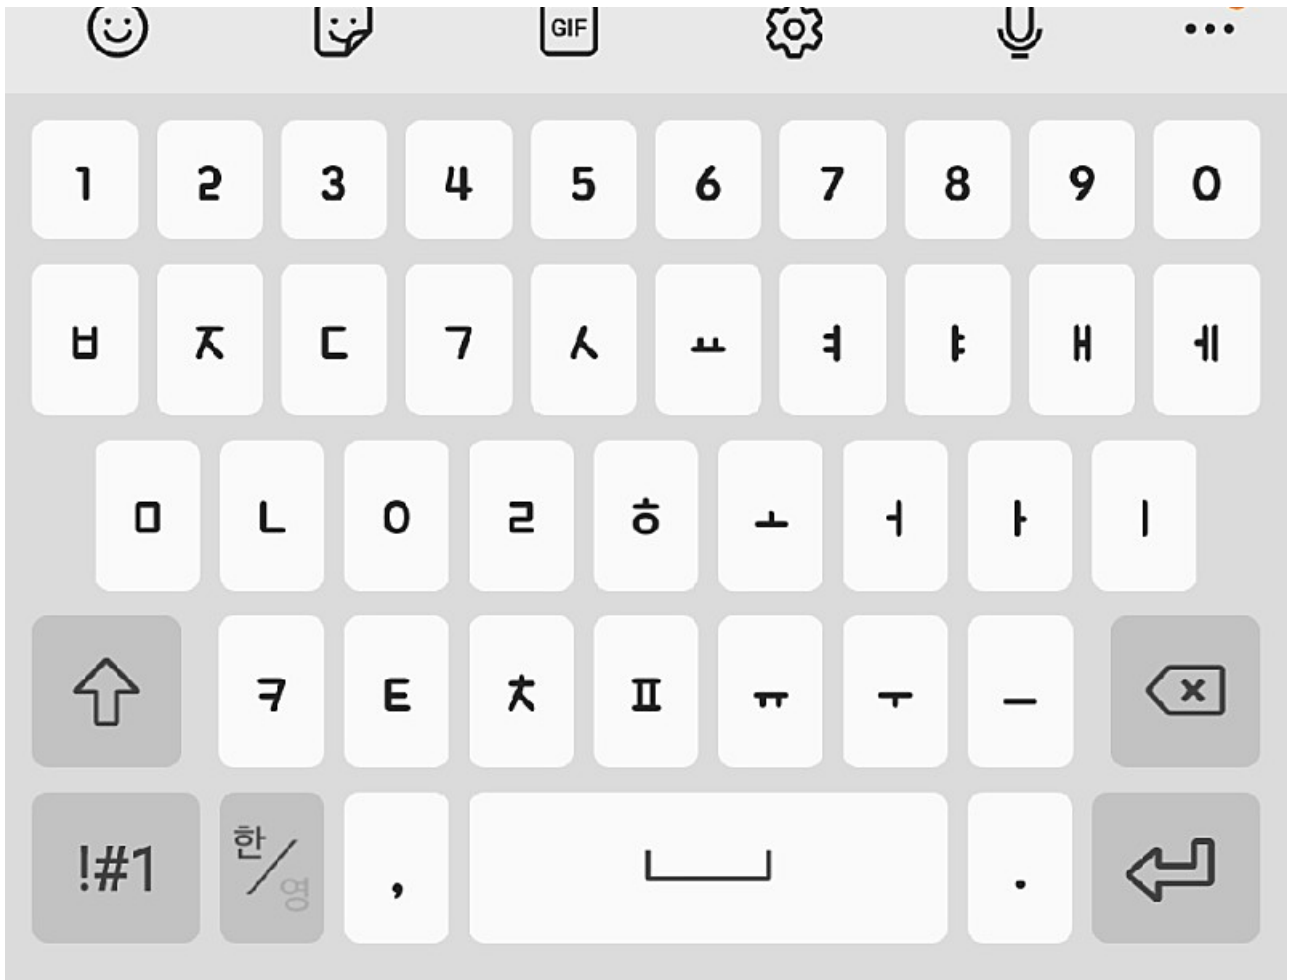 GIF
1 2 3 4 5 6 7 8 9 0
ㅂ ㅈ ㄷ ㄱ ㅅ ㅛ ㅕ ㅑ ㅐ ㅔ
ㅁ ㄴ ㅇ ㄹ ㅎ ㅗ ㅓ ㅏ ㅣ
ㅋ ㅌ ㅊ ㅍ ㅠ ㅜ ㅡ
!#1 한/영 , .